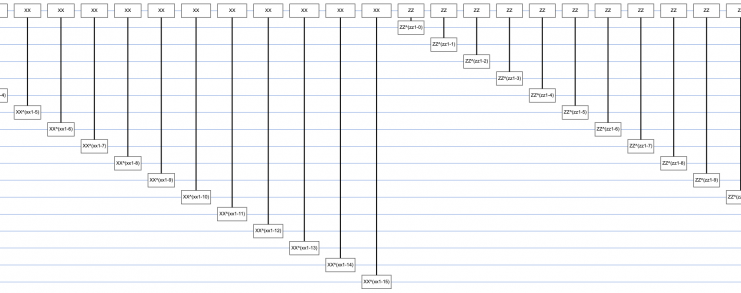 XX XX XX XX XX XX XX XX XX XX XX ZZ ZZ ZZ ZZ ZZ ZZ ZZ ZZ ZZ ZZ
ZZ^(zz1-0)
ZZ^(zz1-1)
ZZ^(zz1-2)
ZZ^(zz1-3)
-4) ZZ^(zz1-4)
XX^(xx1-5) ZZ^(zz1-5)
XX^(xx1-6) ZZ^(zz1-6)
XX^(xx1-7) ZZ^(zz1-7)
XX^(xx1-8) ZZ^(zz1-8)
XX^(xx1-9) ZZ^(zz1-9)
XX^(xx1-10) ZZ^(z
XX^(xx1-11)
XX^(xx1-12)
XX^(xx1-13)
XX^(xx1-14)
XX^(xx1-15)